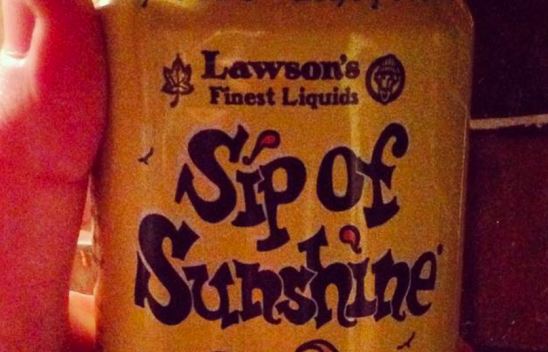 Lawson's
Finest Liquids
Sip of
Sunshine